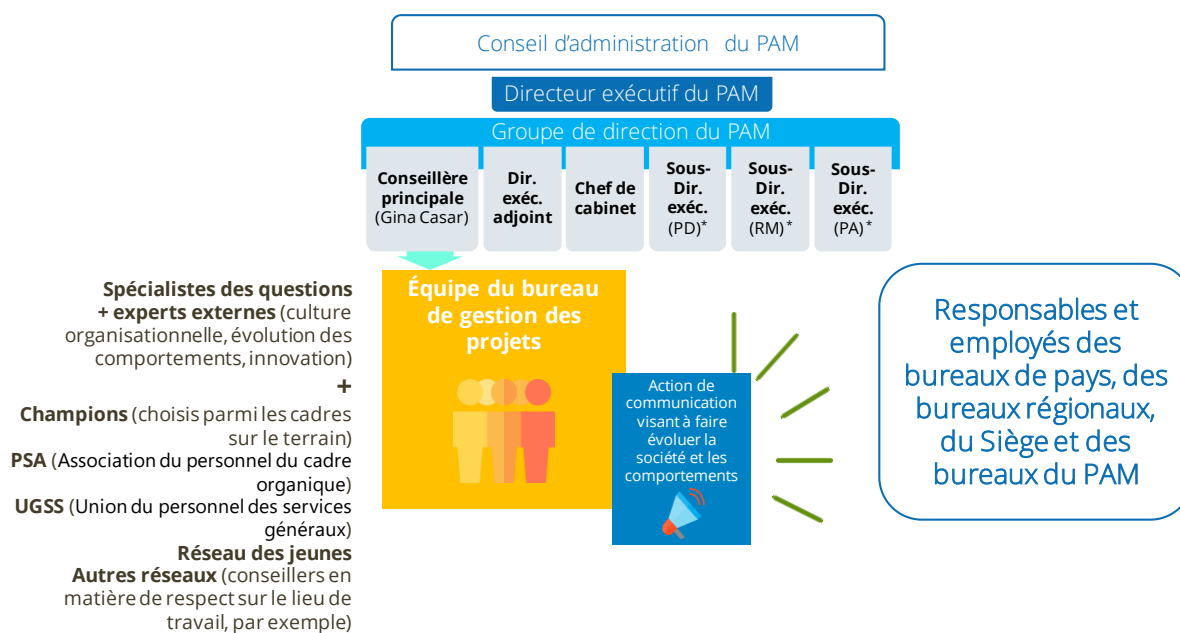 Conseil d'administration du PAM
Directeur exécutif du PAM
Groupe de direction du PAM
Conseillère
principale
(Gina Casar)
Dir.
exéc.
adjoint
Chef de
cabinet
Sous-
Dir.
exéc.
(PD)*
Sous-
Dir.
exéc.
(RM)*
Sous-
Dir.
exéc.
(PA)*
Spécialistes des questions
+ experts externes (culture
organisationnelle, évolution des
comportements, innovation)
+
Champions (choisis parmi les cadres
sur le terrain)
PSA (Association du personnel du cadre
organique)
UGSS (Union du personnel des services
généraux)
Réseau des jeunes
Autres réseaux (conseillers en
matière de respect sur le lieu de
travail, par exemple)
Équipe du bureau
de gestion des
projets
Action de
communication
visant à faire
évoluer la
société et les
comportements
Responsables et
employés des
bureaux de pays, des
bureaux régionaux,
du Siège et des
bureaux du PAM